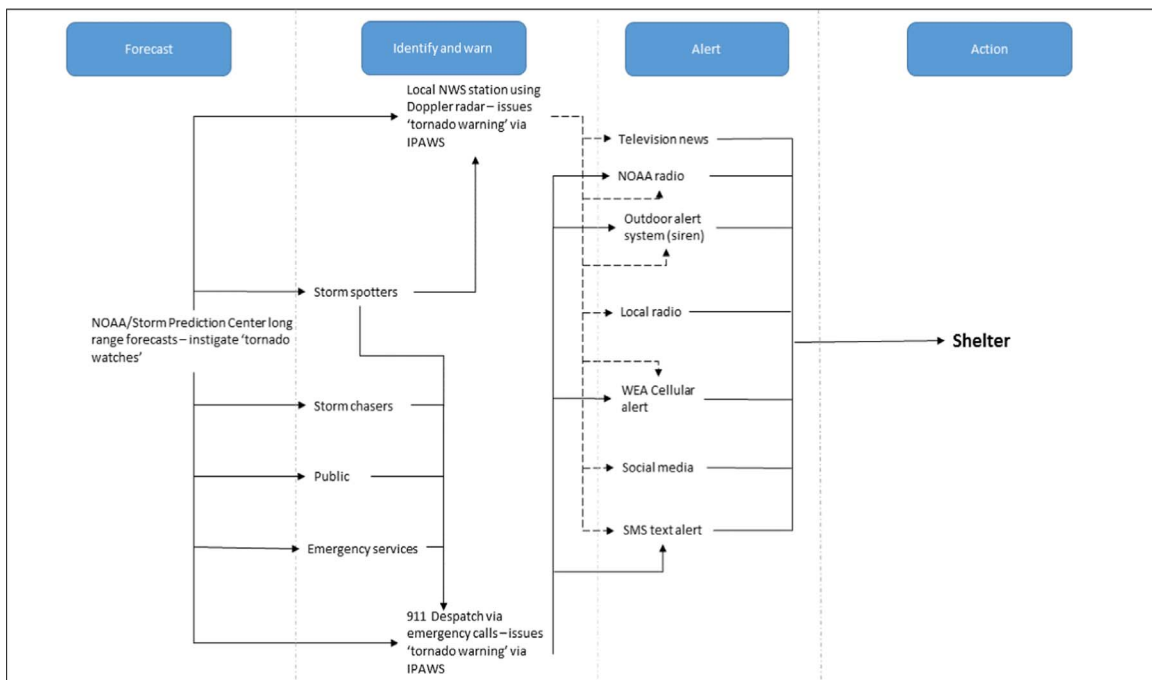 Forecast
Identify and warn
Alert
Action
Local NWS station using
Doppler radar – issues
‘tornado warning’ via
IPAWS
Television news
NOAA radio
Outdoor alert
system (siren)
Storm spotters
Local radio
NOAA/Storm Prediction Center long
range forecasts – instigate ‘tornado
watches’
Shelter
WEA Cellular
alert
Storm chasers
Social media
Public
SMS text alert
Emergency services
911 Despatch via
emergency calls – issues
‘tornado warning’ via
IPAWS